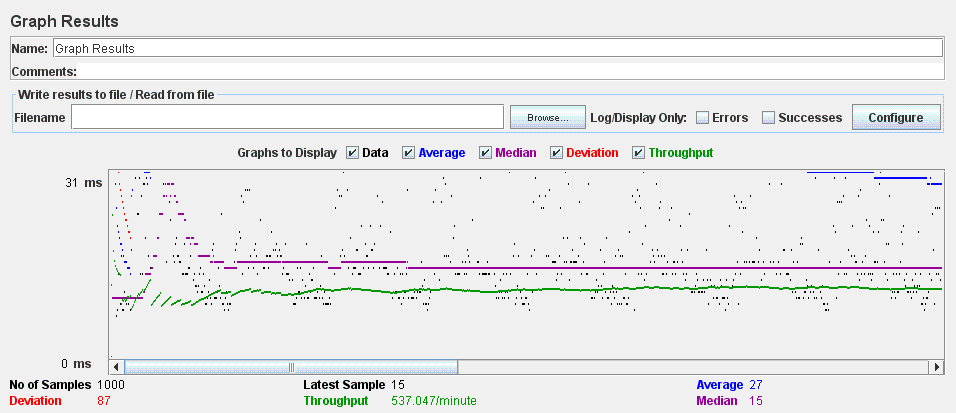 Graph Results
Name: Graph Results
Comments:
Write results to file / Read from file
Filename Browse... Log/Display Only: Errors Successes Configure
Graphs to Display Data Average Median Deviation Throughput
31 ms
0 ms
No of Samples 1000 Latest Sample 15 Average 27
Deviation 87 Throughput 537.047/minute Median 15